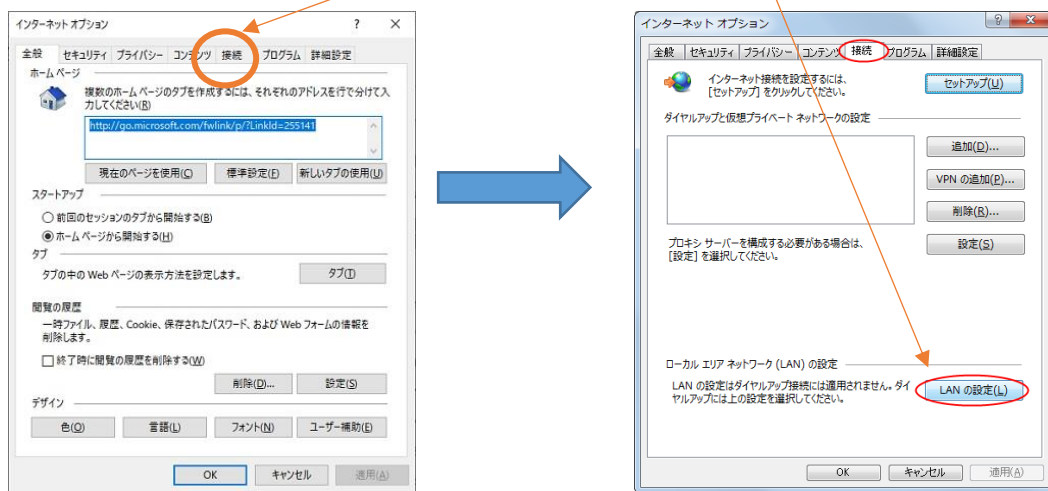 インターネット オプション
全般 セキュリティ プライバシー コンテンツ 接続 プログラム 詳細設定
ホーム ページ
複数のホーム ページのタブを作成するには、それぞれのアドレスを行で分けて入
力してください(R)
http://go.microsoft.com/fwlink/p/?LinkId=255141
現在のページを使用(C) 標準設定(F) 新しいタブの使用(U)
スタートアップ
前回のセッションのタブから開始する(B)
ホーム ページから開始する(H)
タブ
タブの中の Web ページの表示方法を設定します。 タブ(T)
閲覧の履歴
一時ファイル、履歴、Cookie、保存されたパスワード、および Web フォームの情報を
削除します。
終了時に閲覧の履歴を削除する(W)
削除(D)... 設定(S)
デザイン
色(O) 言語(L) フォント(N) ユーザー補助(E)
OK キャンセル 適用(A)
インターネット オプション
全般 セキュリティ プライバシー コンテンツ 接続 プログラム 詳細設定
インターネット接続を設定するには、
[セットアップ] をクリックしてください。
セットアップ(U)
ダイヤルアップと仮想プライベート ネットワークの設定
追加(D)...
VPN の追加(P)...
削除(R)...
プロキシ サーバーを構成する必要がある場合は、
[設定] を選択してください。
設定(S)
ローカル エリア ネットワーク (LAN) の設定
LAN の設定はダイヤルアップ接続には適用されません。ダイ
ヤルアップには上の設定を選択してください。
LAN の設定(L)
OK キャンセル 適用(A)